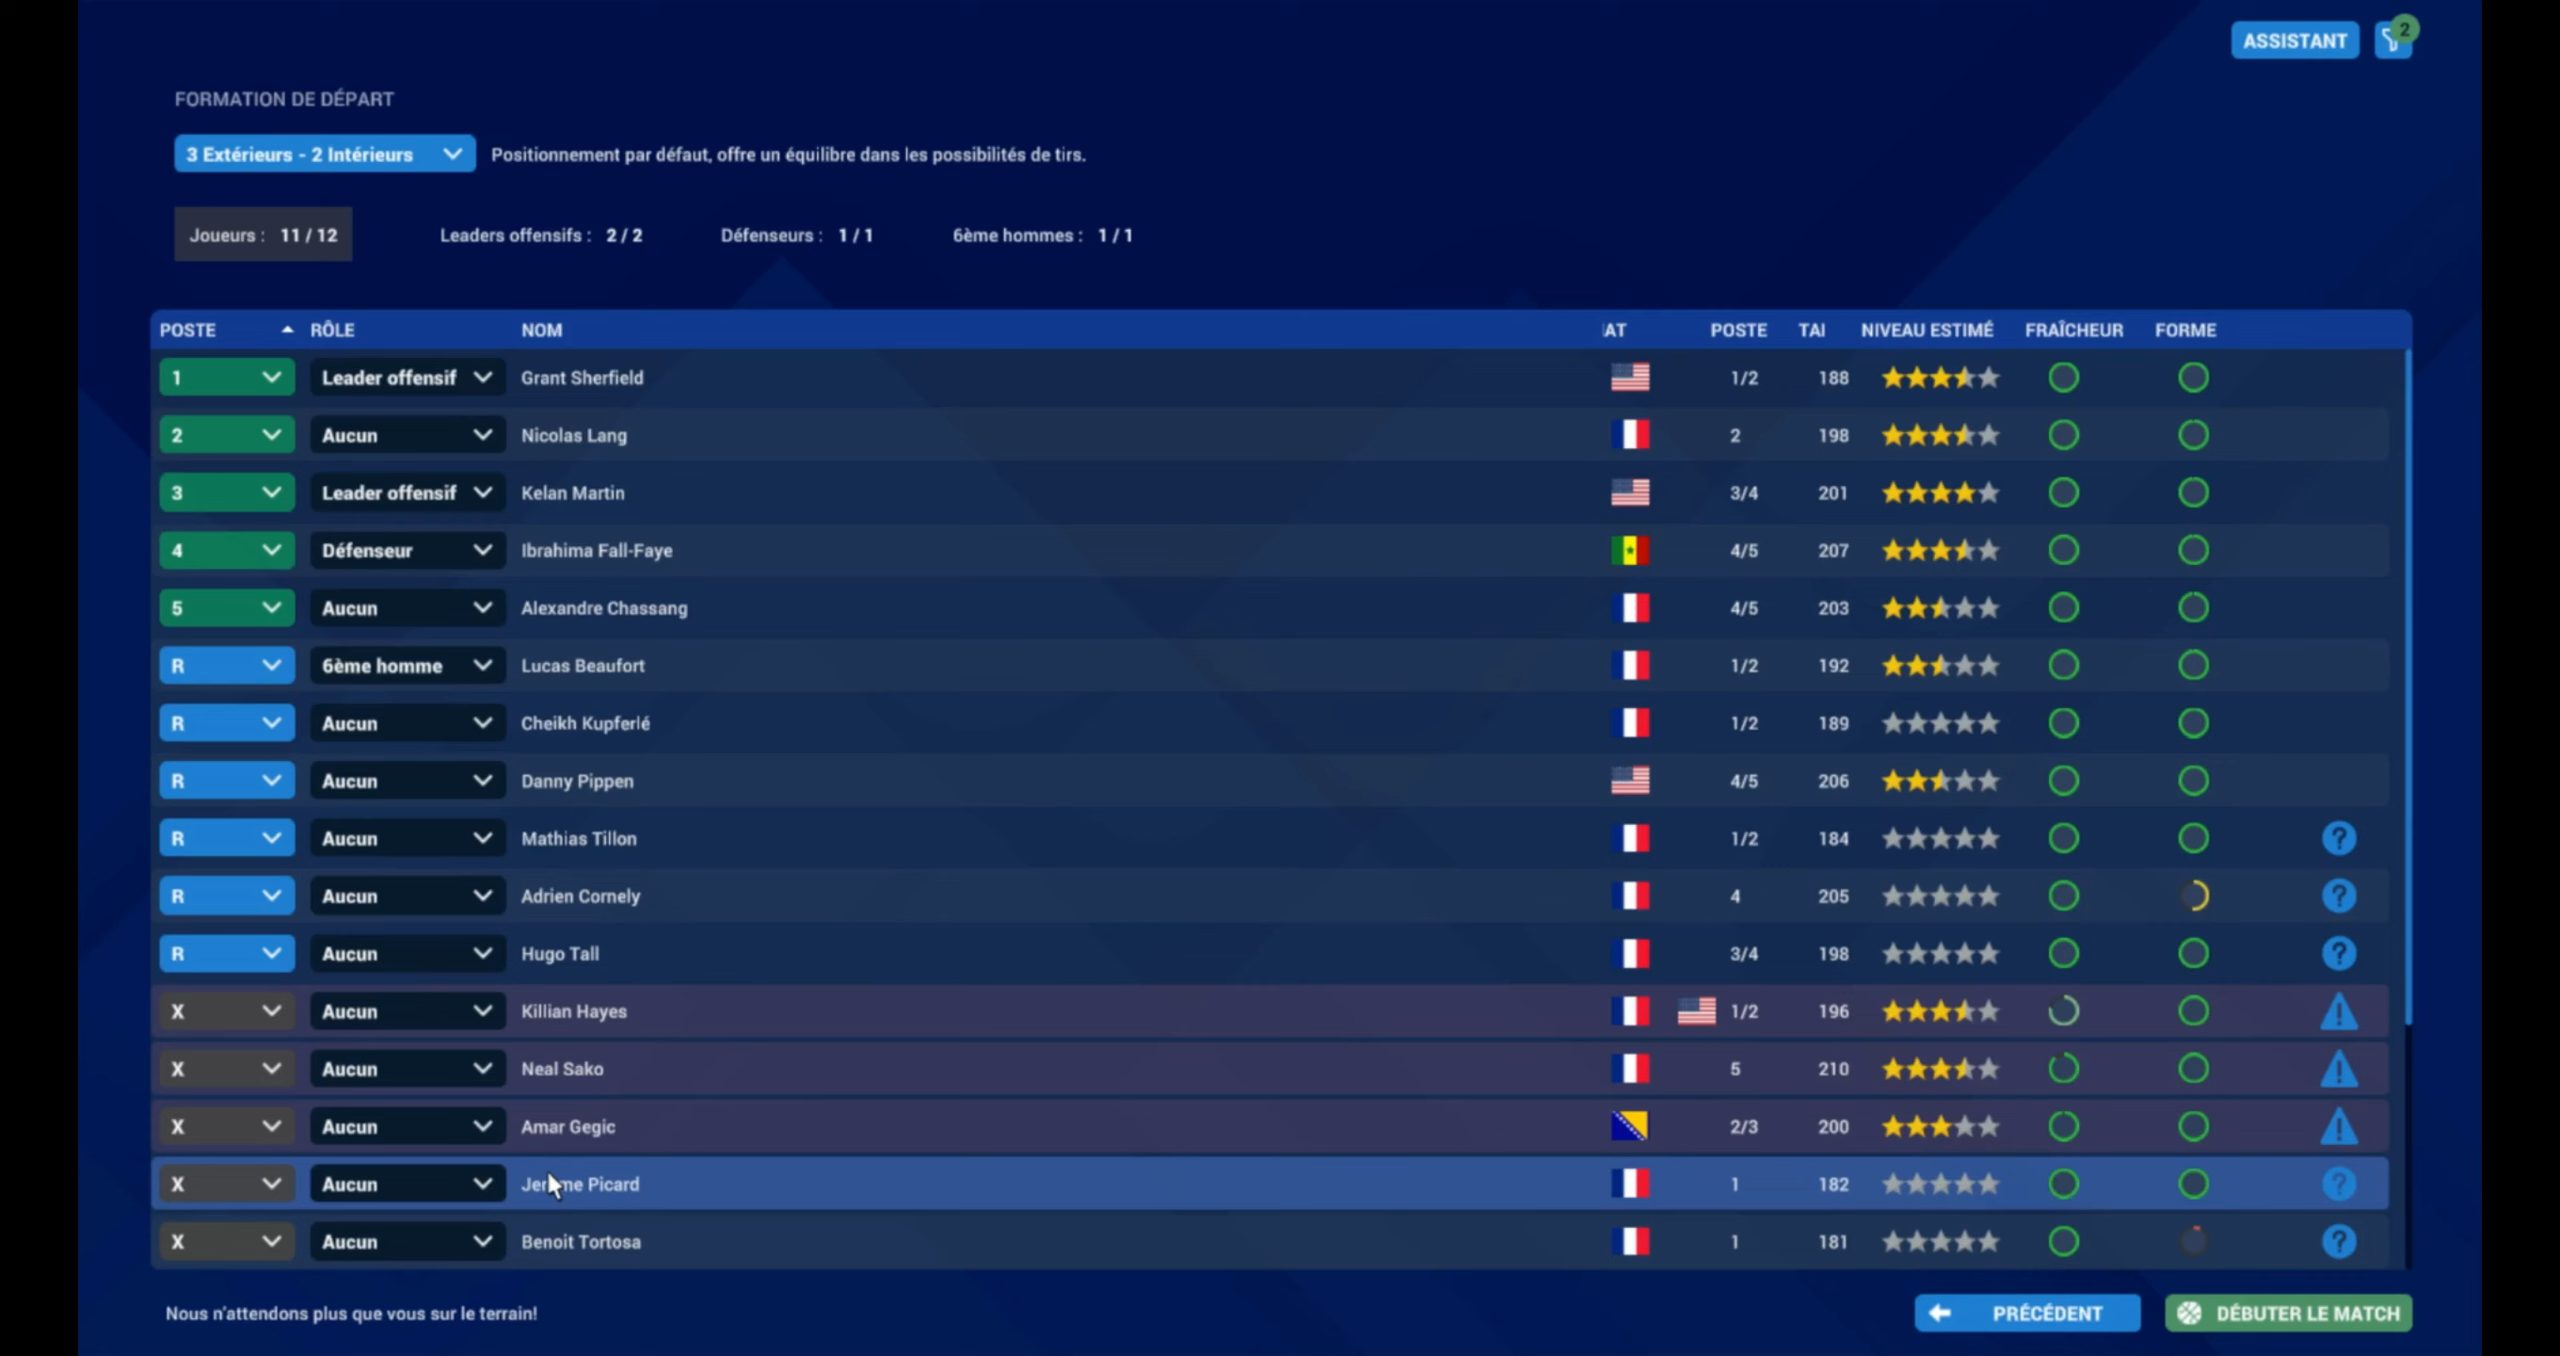 ASSISTANT
2
FORMATION DE DÉPART
3 Extérieurs - 2 Intérieurs Positionnement par défaut, offre un équilibre dans les possibilités de tirs.
Joueurs : 11 / 12 Leaders offensifs : 2 / 2 Défenseurs : 1 / 1 6ème hommes : 1 / 1
POSTE RÔLE NOM AT POSTE TAI NIVEAU ESTIMÉ FRAÎCHEUR FORME
1 Leader offensif Grant Sherfield 1/2 188
2 Aucun Nicolas Lang 2 198
3 Leader offensif Kelan Martin 3/4 201
4 Défenseur Ibrahima Fall-Faye 4/5 207
5 Aucun Alexandre Chassang 4/5 203
R 6ème homme Lucas Beaufort 1/2 192
R Aucun Cheikh Kupferlé 1/2 189
R Aucun Danny Pippen 4/5 206
R Aucun Mathias Tillon 1/2 184 ?
R Aucun Adrien Cornely 4 205 ?
R Aucun Hugo Tall 3/4 198 ?
X Aucun Killian Hayes 1/2 196
X Aucun Neal Sako 5 210
X Aucun Amar Gegic 2/3 200
X Aucun Picard 1 182 ?
X Aucun Benoit Tortosa 1 181 ?
Nous n'attendons plus que vous sur le terrain! PRÉCÉDENT DÉBUTER LE MATCH